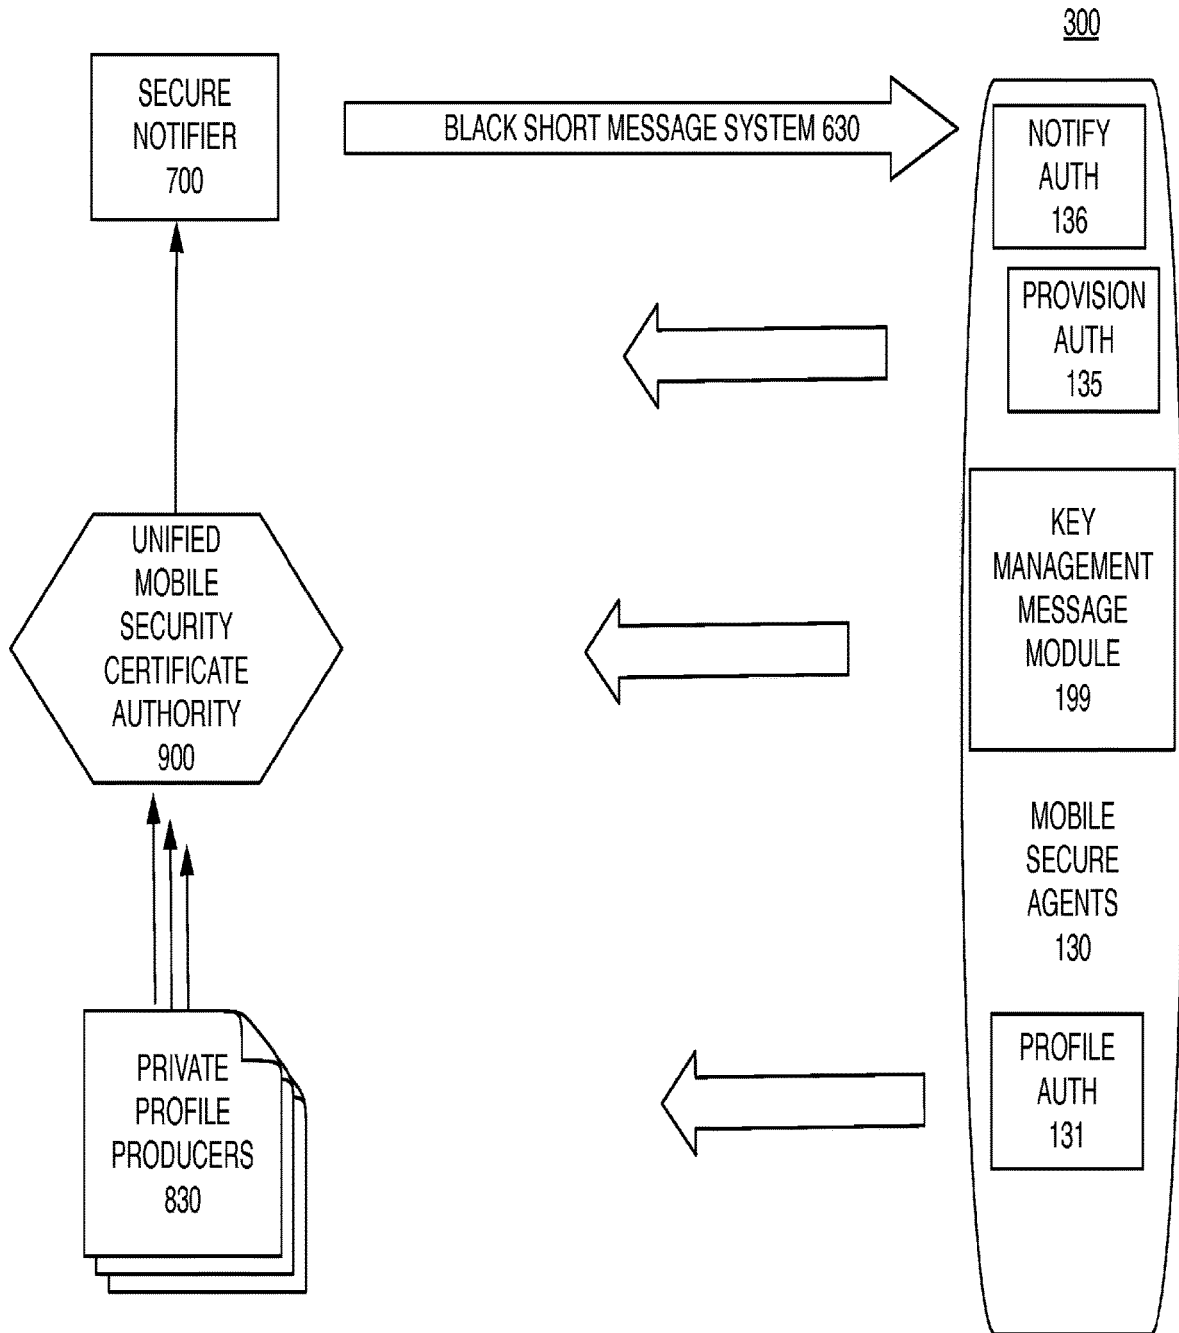 300
SECURE
NOTIFIER
700
BLACK SHORT MESSAGE SYSTEM 630
NOTIFY
AUTH
136
PROVISION
AUTH
135
UNIFIED
MOBILE
SECURITY
CERTIFICATE
AUTHORITY
900
KEY
MANAGEMENT
MESSAGE
MODULE
199
MOBILE
SECURE
AGENTS
130
PRIVATE
PROFILE
PRODUCERS
830
PROFILE
AUTH
131